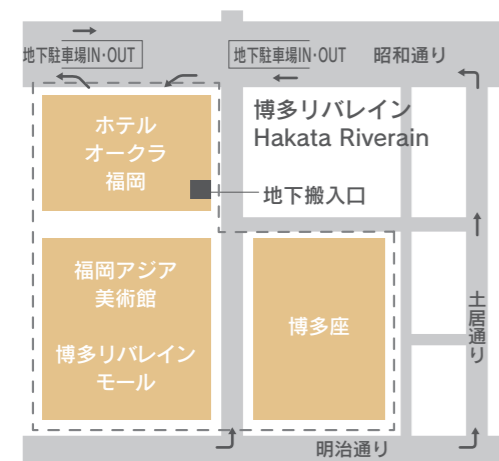 地下駐車場IN・OUT
地下駐車場IN・OUT
昭和通り
ホテル
オークラ
福岡
博多リバレイン
Hakata Riverain
地下搬入口
福岡アジア
美術館
博多リバレイン
モール
博多座
土居通り
明治通り